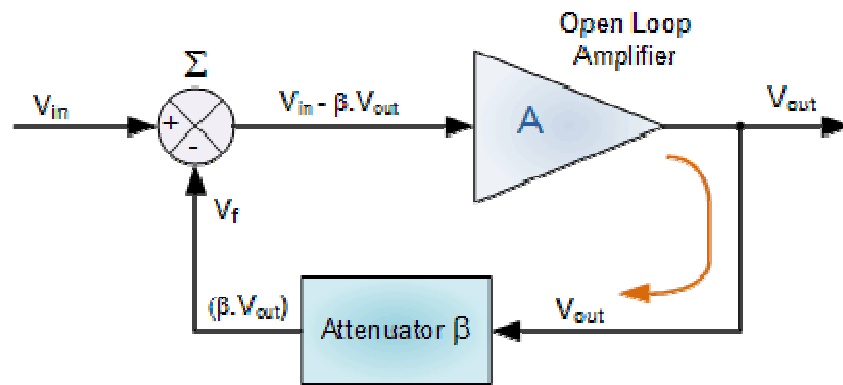 Open Loop
Amplifier
Σ
Vin
+
-
Vin - β.Vout
A
Vout
Vf
(β.Vout)
Attenuator β
Vout